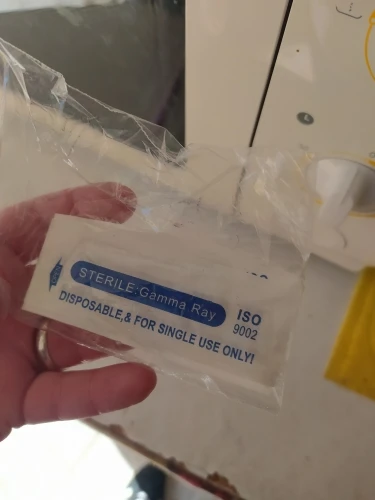 STERILE:Gamma Ray
DISPOSABLE,& FOR SINGLE USE ONLY!
ISO
9002